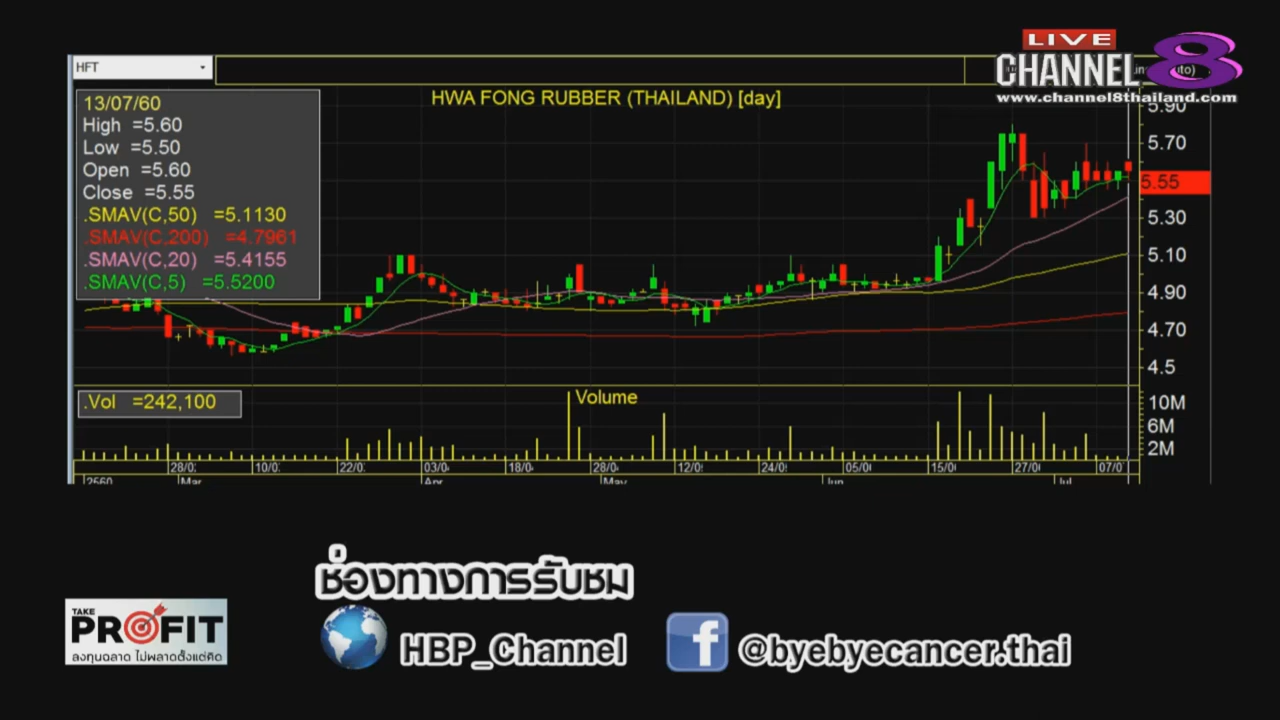 HFT
LIVE
CHANNEL 8
www.channel8thailand.com
HWA FONG RUBBER (THAILAND) [day]
13/07/60
High =5.60
Low =5.50
Open =5.60
Close =5.55
.SMAV(C,50) =5.1130
.SMAV(C,200) =4.7961
.SMAV(C,20) =5.4155
.SMAV(C,5) =5.5200
5.90
5.70
5.55
5.30
5.10
4.90
4.70
4.5
.Vol =242,100
Volume
10M
6M
2M
28/0 10/0 22/0 03/0 18/0 28/0 12/0 24/0 05/0 15/0 27/0 07/0
2560 Mar Apr May Jun Jul
ช่องทางการรับชม
TAKE
PROFIT
ลงทุนฉลาด ไม่พลาดตั้งแต่คิด
HBP_Channel
@byebyecancer.thai